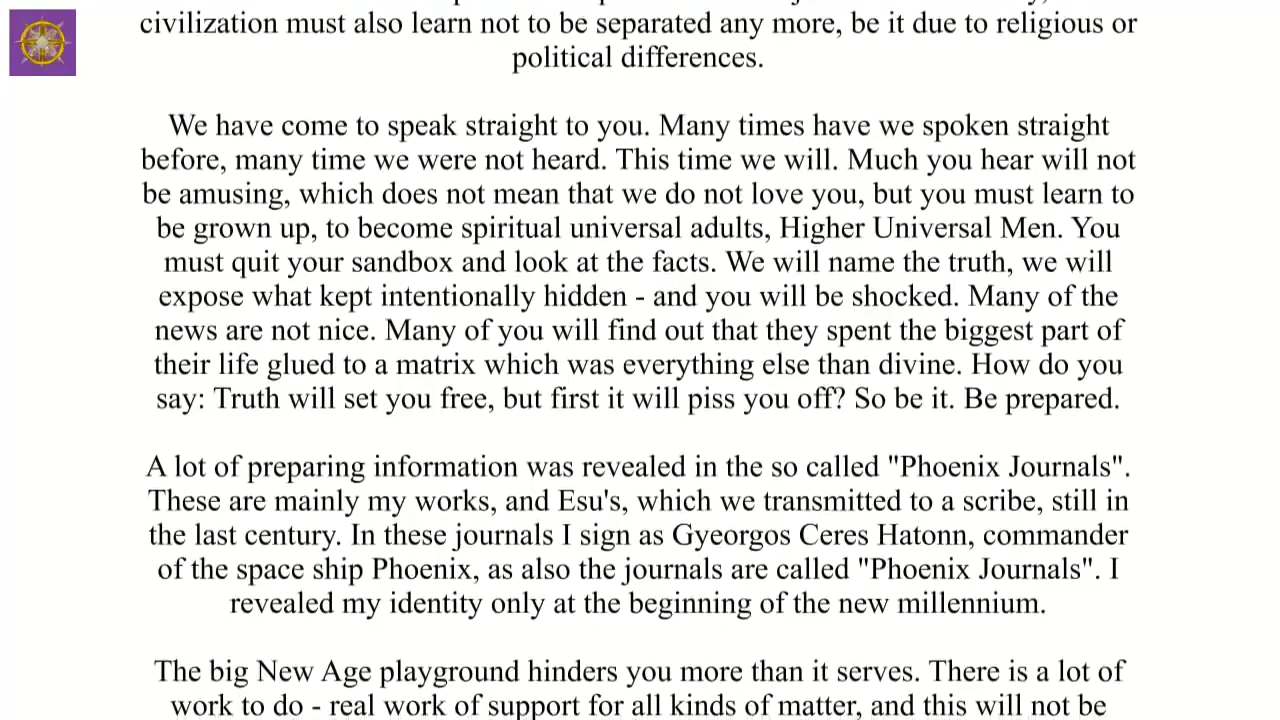 civilization must also learn not to be separated any more, be it due to religious or
political differences.
We have come to speak straight to you. Many times have we spoken straight
before, many time we were not heard. This time we will. Much you hear will not
be amusing, which does not mean that we do not love you, but you must learn to
be grown up, to become spiritual universal adults, Higher Universal Men. You
must quit your sandbox and look at the facts. We will name the truth, we will
expose what kept intentionally hidden - and you will be shocked. Many of the
news are not nice. Many of you will find out that they spent the biggest part of
their life glued to a matrix which was everything else than divine. How do you
say: Truth will set you free, but first it will piss you off? So be it. Be prepared.
A lot of preparing information was revealed in the so called "Phoenix Journals".
These are mainly my works, and Esu's, which we transmitted to a scribe, still in
the last century. In these journals I sign as Gyeorgos Ceres Hatonn, commander
of the space ship Phoenix, as also the journals are called "Phoenix Journals". I
revealed my identity only at the beginning of the new millennium.
The big New Age playground hinders you more than it serves. There is a lot of
work to do - real work of support for all kinds of matter, and this will not be